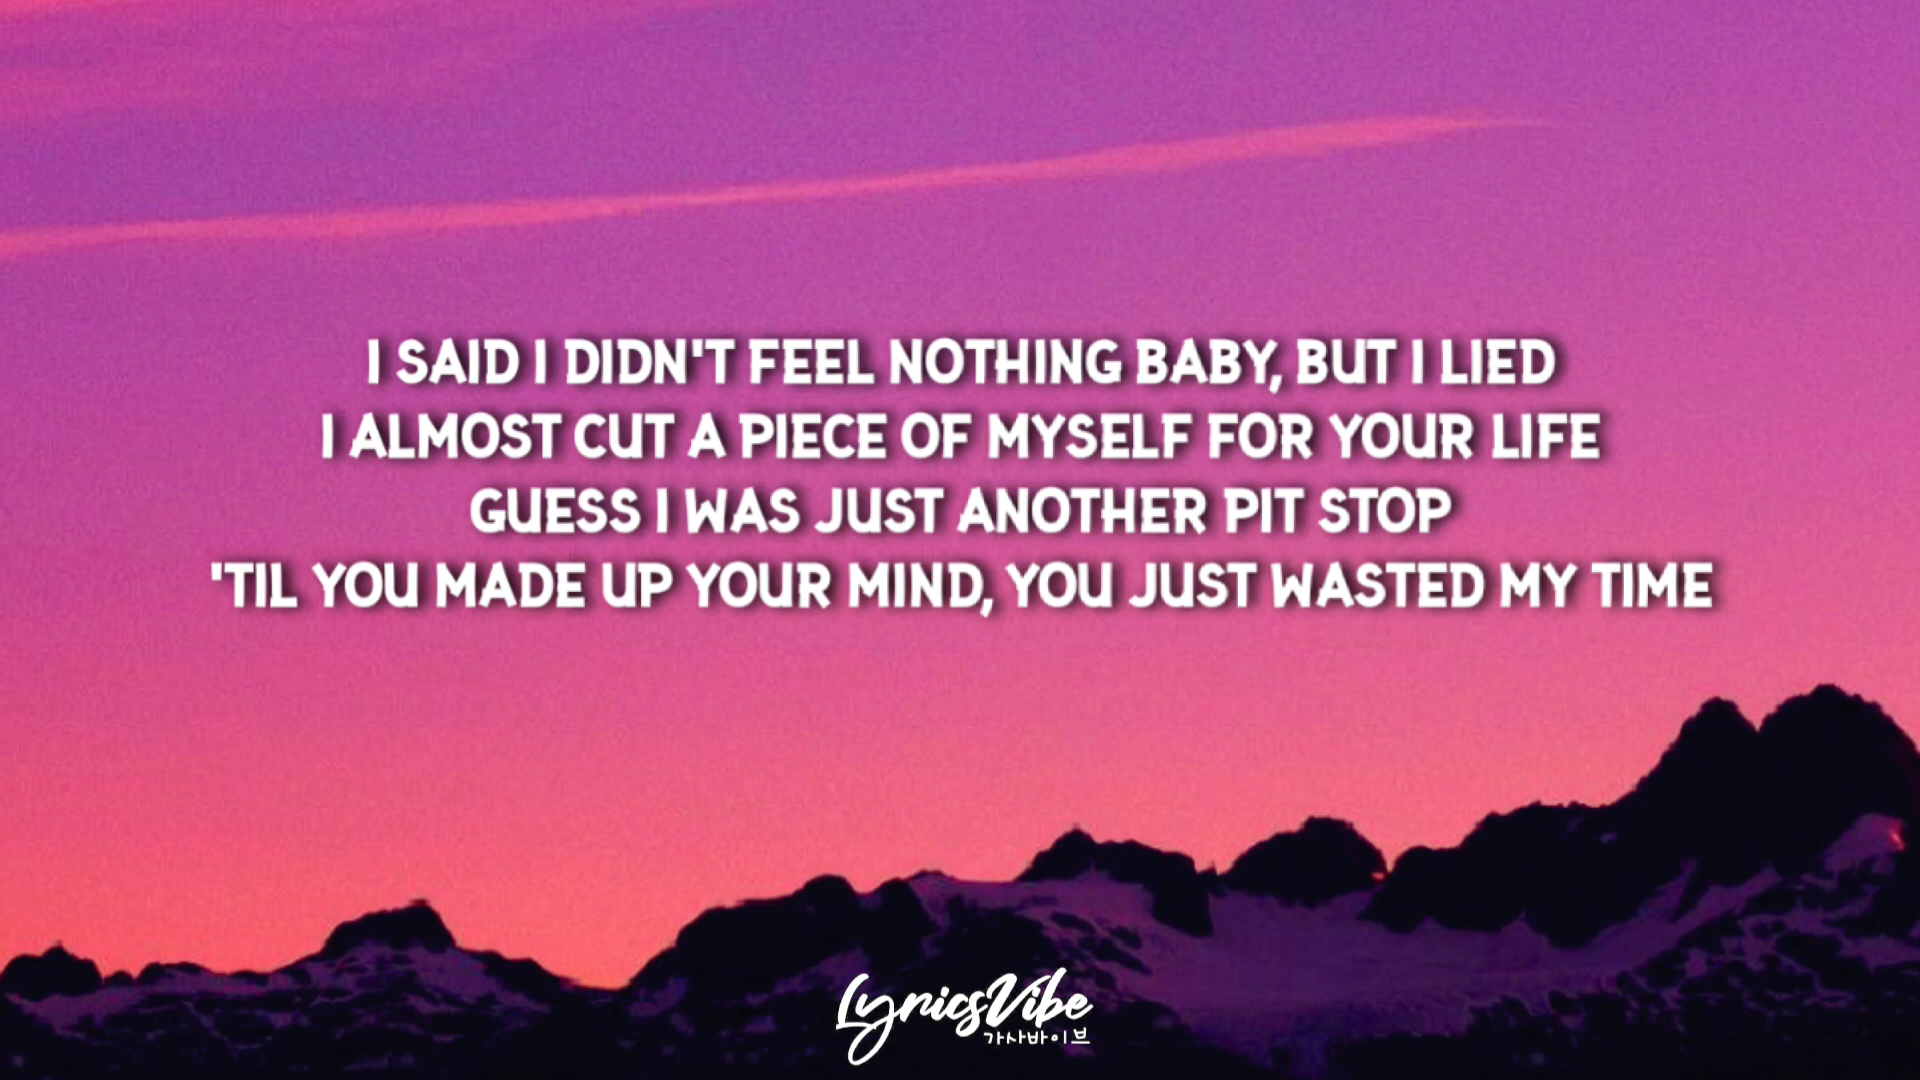 I SAID I DIDN'T FEEL NOTHING BABY, BUT I LIED
I ALMOST CUT A PIECE OF MYSELF FOR YOUR LIFE
GUESS I WAS JUST ANOTHER PIT STOP
'TIL YOU MADE UP YOUR MIND, YOU JUST WASTED MY TIME
LyricsVibe
가사바이브